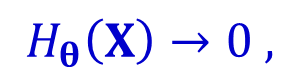 H_𝛉(𝐗) → 0 ,